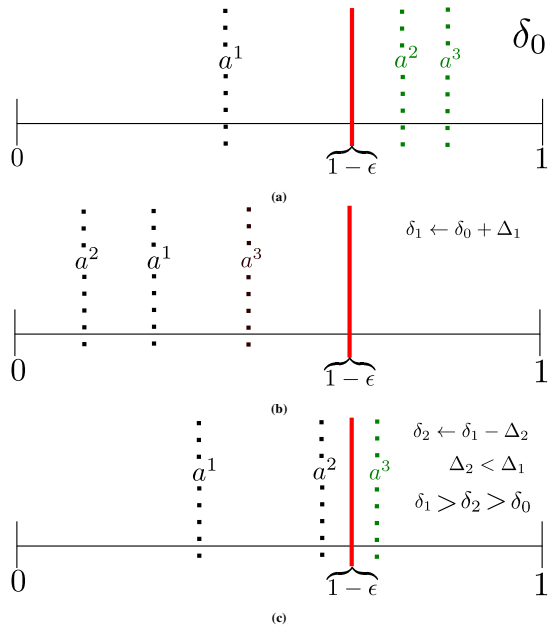 δ₀
a¹ a² a³
0 1
1 − ϵ
(a)
δ₁ ← δ₀ + Δ₁
a² a¹ a³
0 1
1 − ϵ
(b)
δ₂ ← δ₁ − Δ₂
a¹ a² a³
Δ₂ < Δ₁
δ₁ > δ₂ > δ₀
0 1
1 − ϵ
(c)